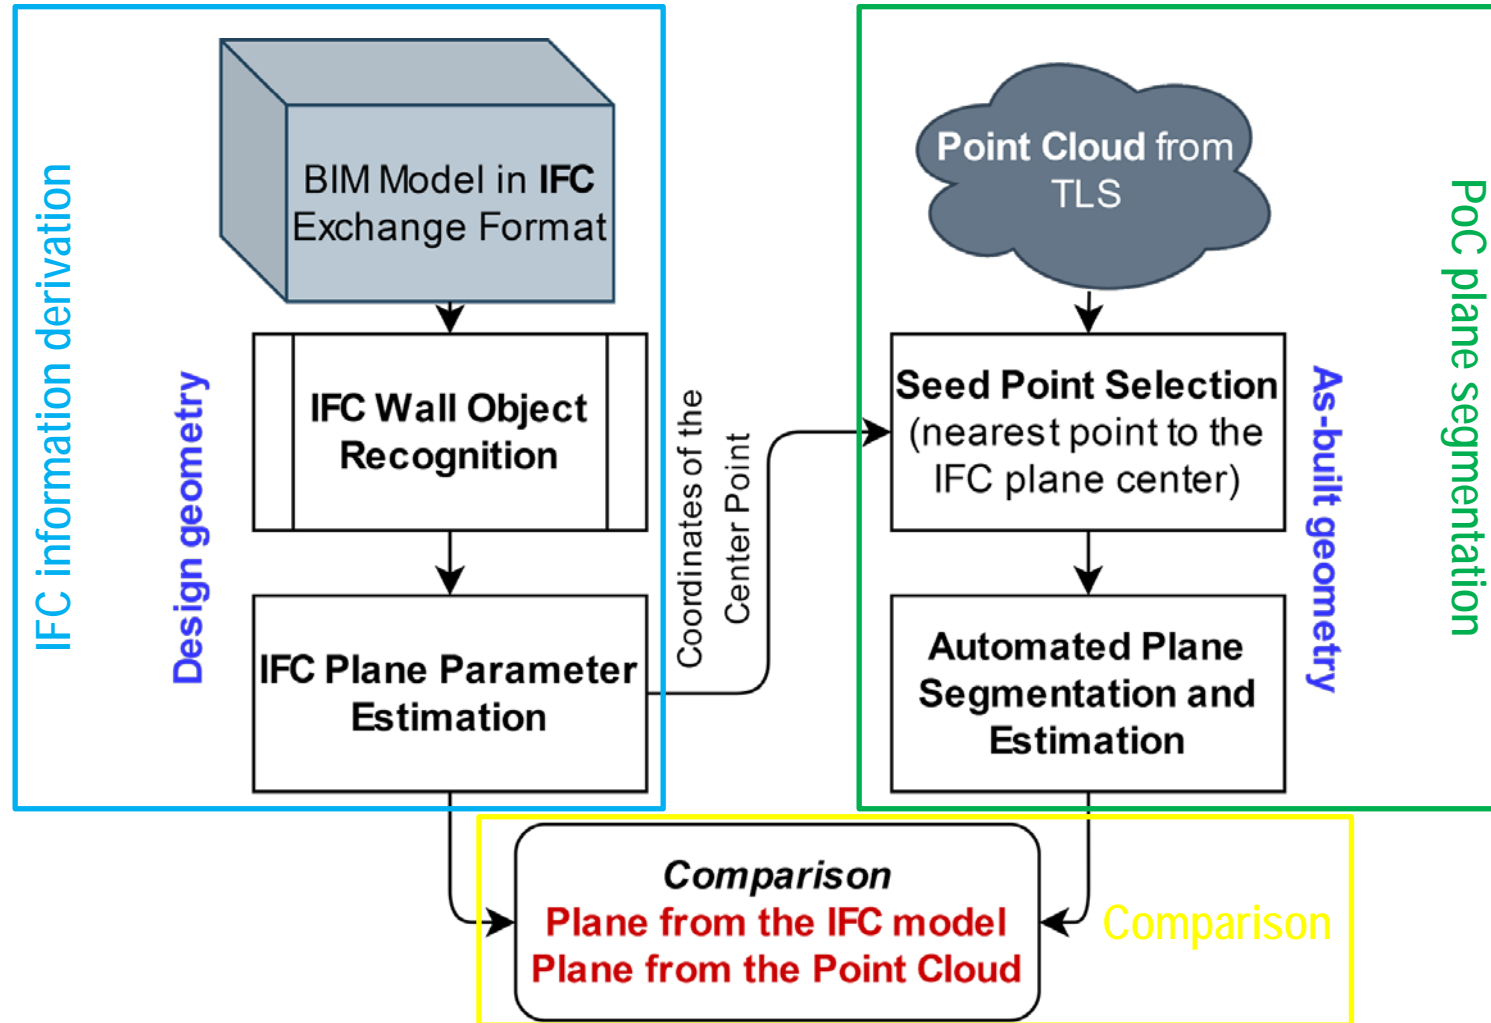 IFC information derivation
Design geometry
BIM Model in IFC
Exchange Format
IFC Wall Object
Recognition
IFC Plane Parameter
Estimation
Coordinates of the
Center Point
Point Cloud from
TLS
Seed Point Selection
(nearest point to the
IFC plane center)
Automated Plane
Segmentation and
Estimation
As-built geometry
PoC plane segmentation
Comparison
Plane from the IFC model
Plane from the Point Cloud
Comparison